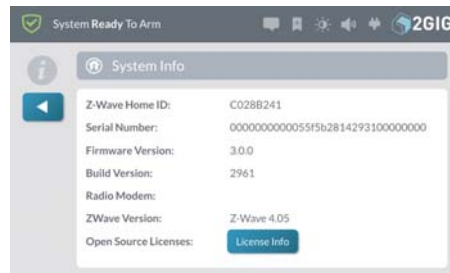 System Ready To Arm
2GIG
System Info
Z-Wave Home ID: C028B241
Serial Number: 0000000000055f5b2814293100000000
Firmware Version: 3.0.0
Build Version: 2961
Radio Modem:
ZWave Version: Z-Wave 4.05
Open Source Licenses: License Info